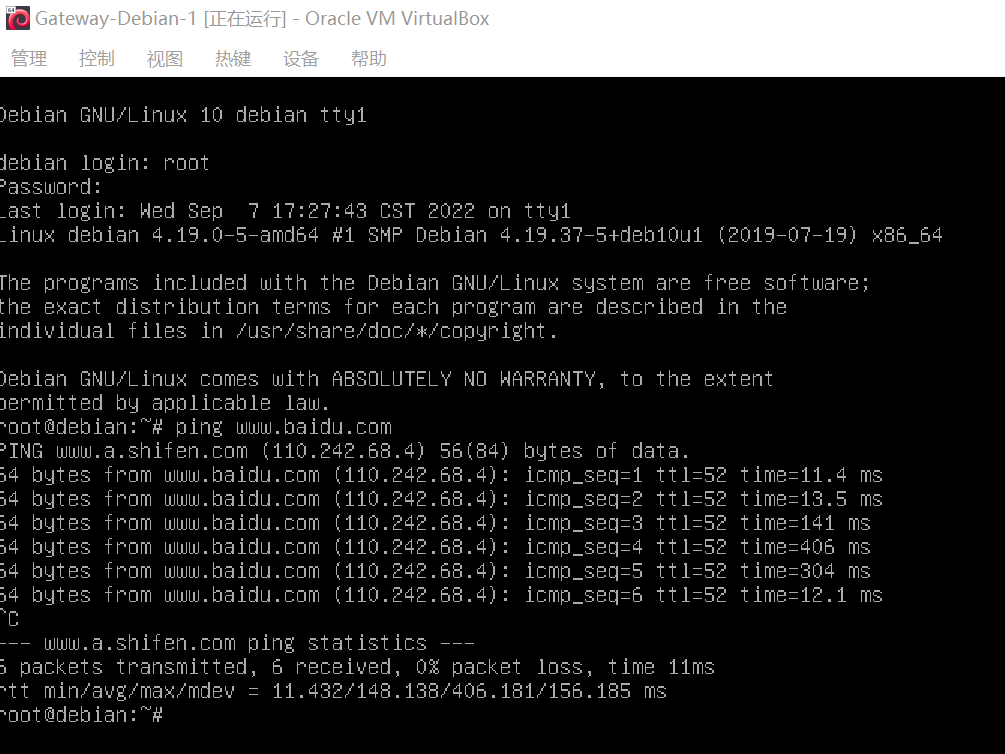 Gateway-Debian-1 [正在运行] - Oracle VM VirtualBox
管理 控制 视图 热键 设备 帮助
Debian GNU/Linux 10 debian tty1
debian login: root
Password:
Last login: Wed Sep  7 17:27:43 CST 2022 on tty1
Linux debian 4.19.0-5-amd64 #1 SMP Debian 4.19.37-5+deb10u1 (2019-07-19) x86_64
The programs included with the Debian GNU/Linux system are free software;
the exact distribution terms for each program are described in the
individual files in /usr/share/doc/*/copyright.
Debian GNU/Linux comes with ABSOLUTELY NO WARRANTY, to the extent
permitted by applicable law.
root@debian:~# ping www.baidu.com
PING www.a.shifen.com (110.242.68.4) 56(84) bytes of data.
64 bytes from www.baidu.com (110.242.68.4): icmp_seq=1 ttl=52 time=11.4 ms
64 bytes from www.baidu.com (110.242.68.4): icmp_seq=2 ttl=52 time=13.5 ms
64 bytes from www.baidu.com (110.242.68.4): icmp_seq=3 ttl=52 time=141 ms
64 bytes from www.baidu.com (110.242.68.4): icmp_seq=4 ttl=52 time=406 ms
64 bytes from www.baidu.com (110.242.68.4): icmp_seq=5 ttl=52 time=304 ms
64 bytes from www.baidu.com (110.242.68.4): icmp_seq=6 ttl=52 time=12.1 ms
^C
--- www.a.shifen.com ping statistics ---
6 packets transmitted, 6 received, 0% packet loss, time 11ms
rtt min/avg/max/mdev = 11.432/148.138/406.181/156.185 ms
root@debian:~#